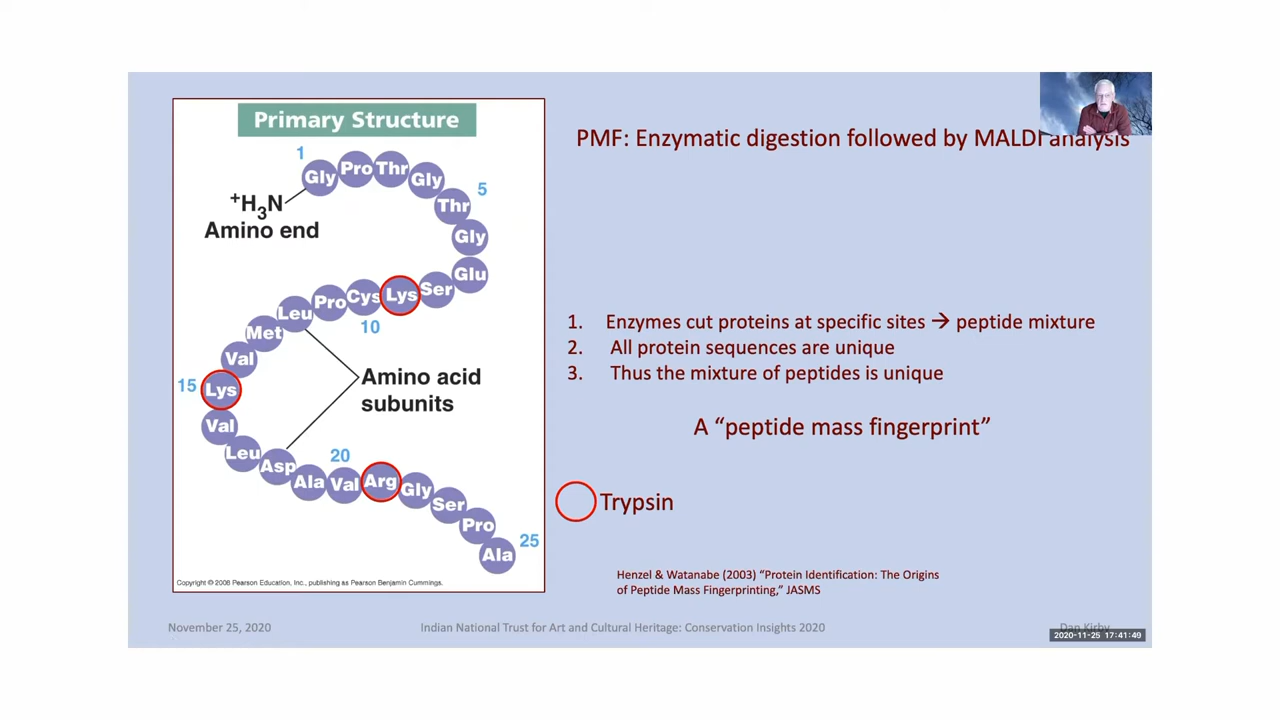 Primary Structure
PMF: Enzymatic digestion followed by MALDI analysis
1
Gly Pro Thr Gly Thr Gly Glu Ser Lys Cys Pro Leu Met Val Lys Val Leu Asp Ala Val Arg Gly Ser Pro Ala
5
10
15
20
25
+H3N
Amino end
Amino acid
subunits
1. Enzymes cut proteins at specific sites → peptide mixture
2. All protein sequences are unique
3. Thus the mixture of peptides is unique
A “peptide mass fingerprint”
Trypsin
Henzel & Watanabe (2003) “Protein Identification: The Origins
of Peptide Mass Fingerprinting,” JASMS
Copyright © 2008 Pearson Education, Inc., publishing as Pearson Benjamin Cummings.
November 25, 2020
Indian National Trust for Art and Cultural Heritage: Conservation Insights 2020
Dan Kirby
2020-11-25 17:41:49